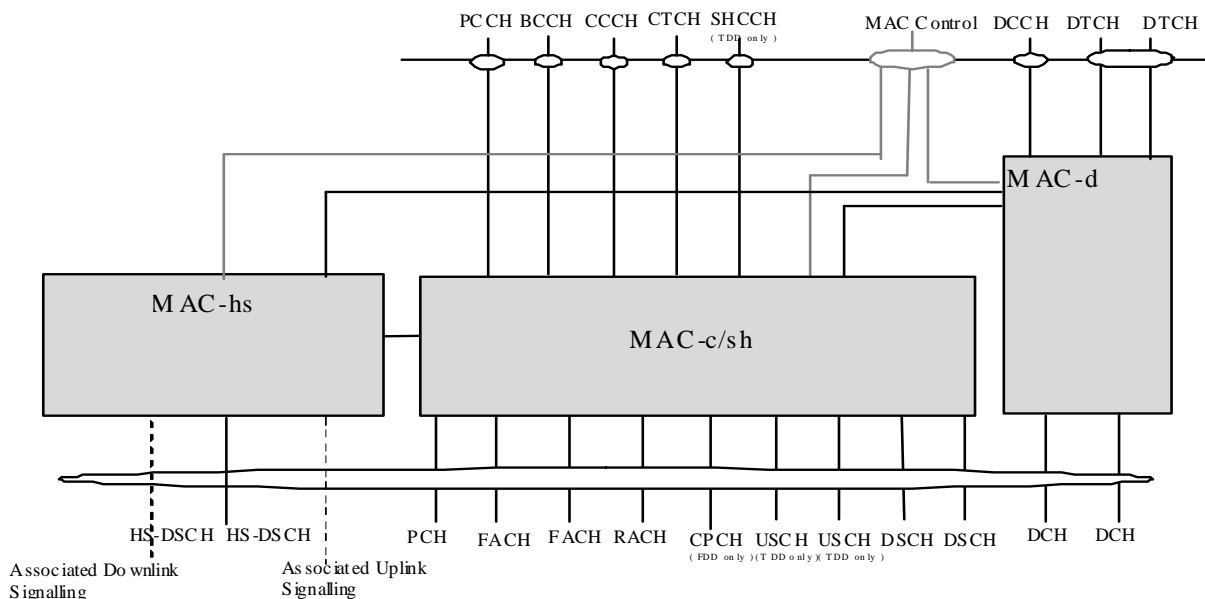 PCCH BCCH CCCH CTCH SHCCH MAC Control DCCH DTCH DTCH
( TDD only )
MAC-d
MAC-hs
MAC-c/sh
HS-DSCH HS-DSCH PCH FACH FACH RACH CPCH USCH USCH DSCH DSCH DCH DCH
( FDD only ) ( TDD only ) ( TDD only )
Associated Downlink
Signalling
Associated Uplink
Signalling